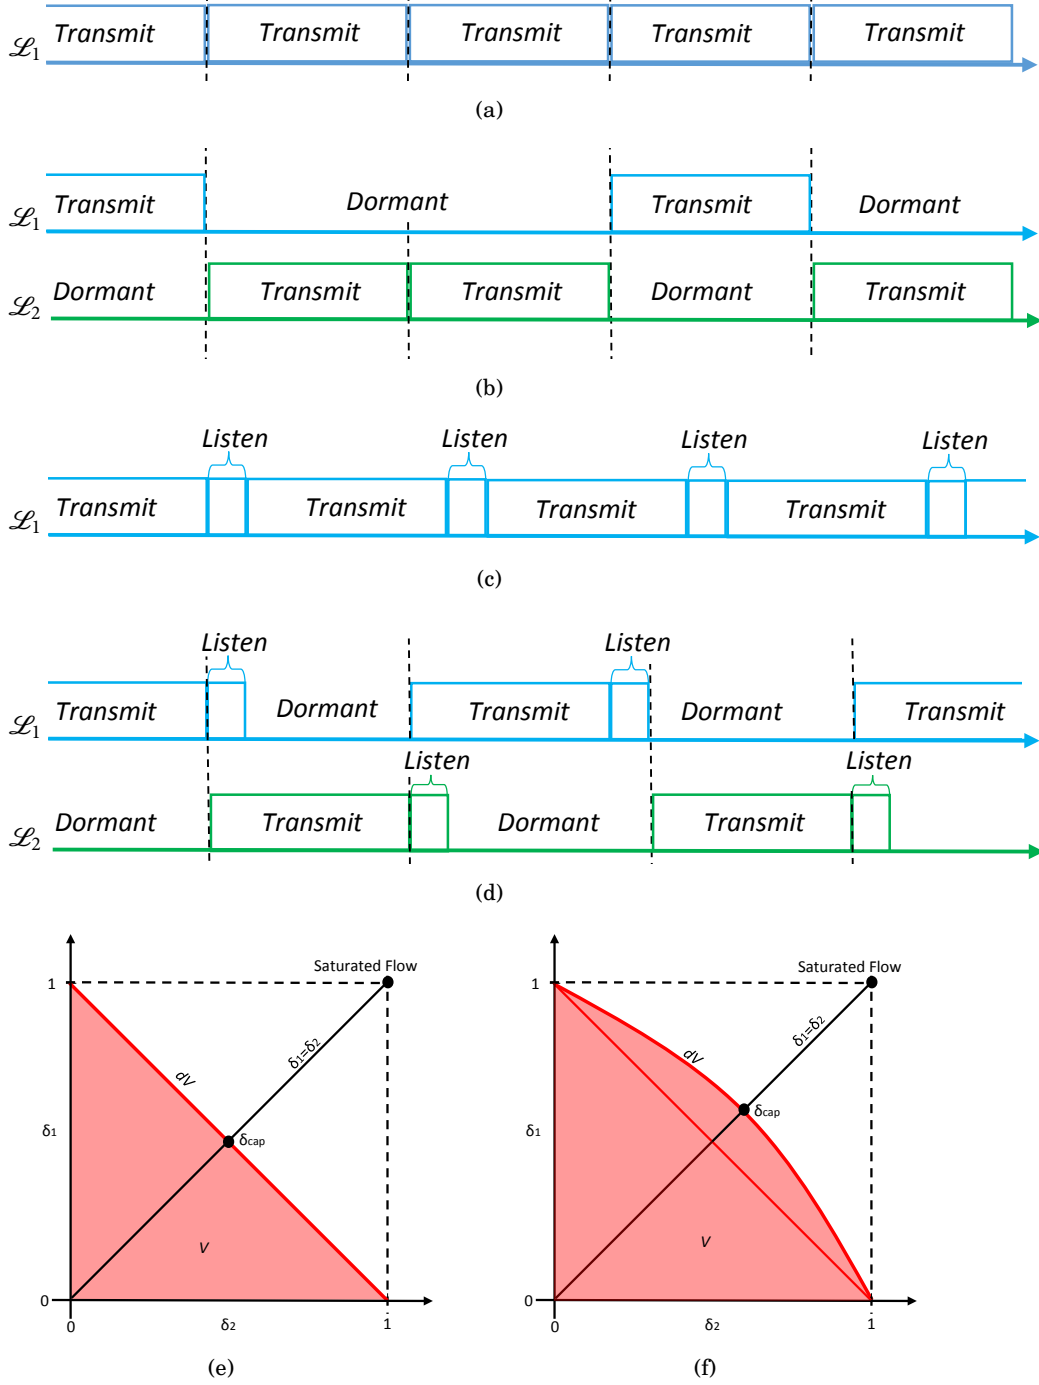 Transmit Transmit Transmit Transmit Transmit
ℒ1
(a)
Transmit Dormant Transmit Dormant
ℒ1
Dormant Transmit Transmit Dormant Transmit
ℒ2
(b)
Listen Listen Listen Listen
Transmit Transmit Transmit Transmit
ℒ1
(c)
Listen Listen
Transmit Dormant Transmit Dormant Transmit
ℒ1
Listen Listen
Dormant Transmit Dormant Transmit
ℒ2
(d)
Saturated Flow
1
δ1=δ2
dV
δcap
δ1
V
0
0 δ2 1
(e)
Saturated Flow
1
δ1=δ2
dV
δcap
δ1
V
0
0 δ2 1
(f)